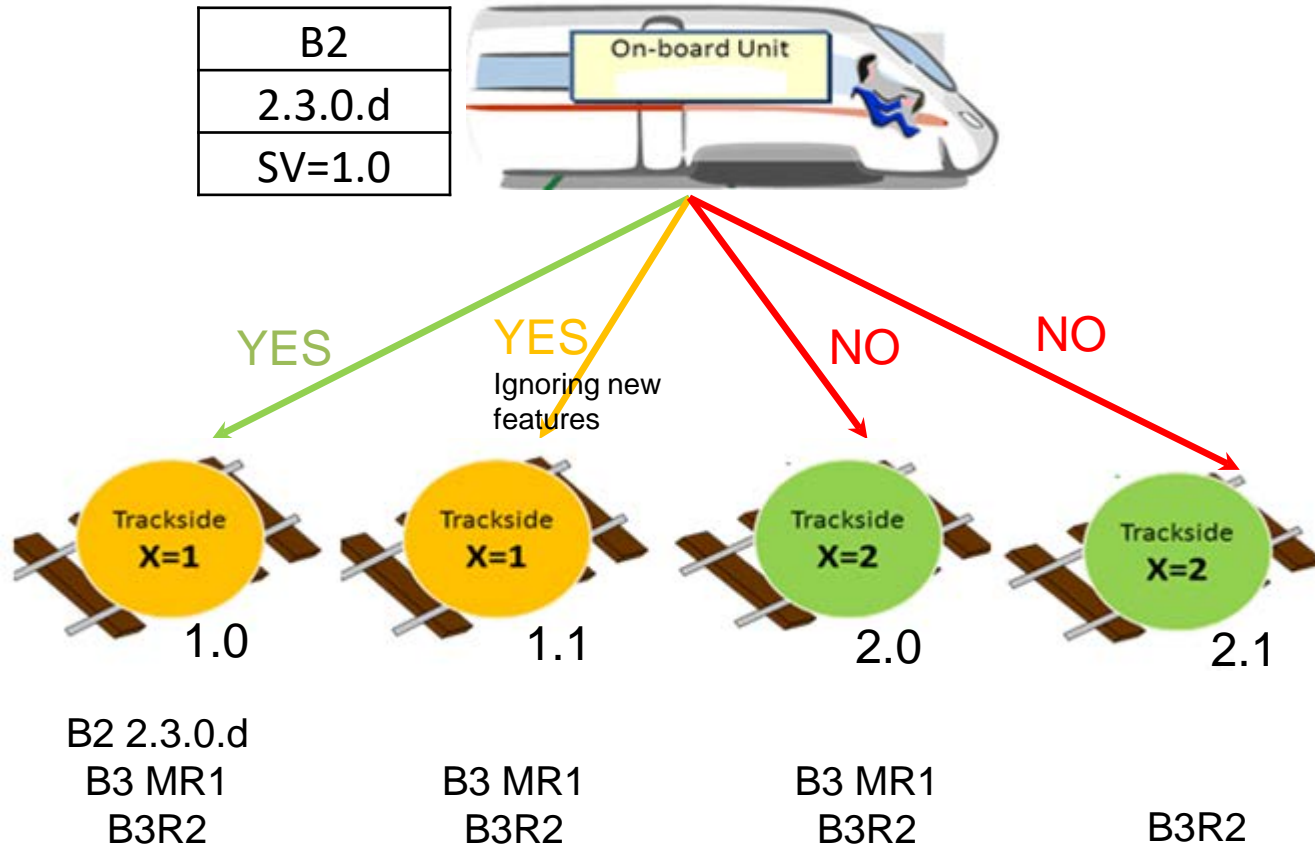 B2
2.3.0.d
SV=1.0
On-board Unit
YES
YES
Ignoring new
features
NO
NO
Trackside
X=1
1.0
Trackside
X=1
1.1
Trackside
X=2
2.0
Trackside
X=2
2.1
B2 2.3.0.d
B3 MR1
B3R2
B3 MR1
B3R2
B3 MR1
B3R2
B3R2